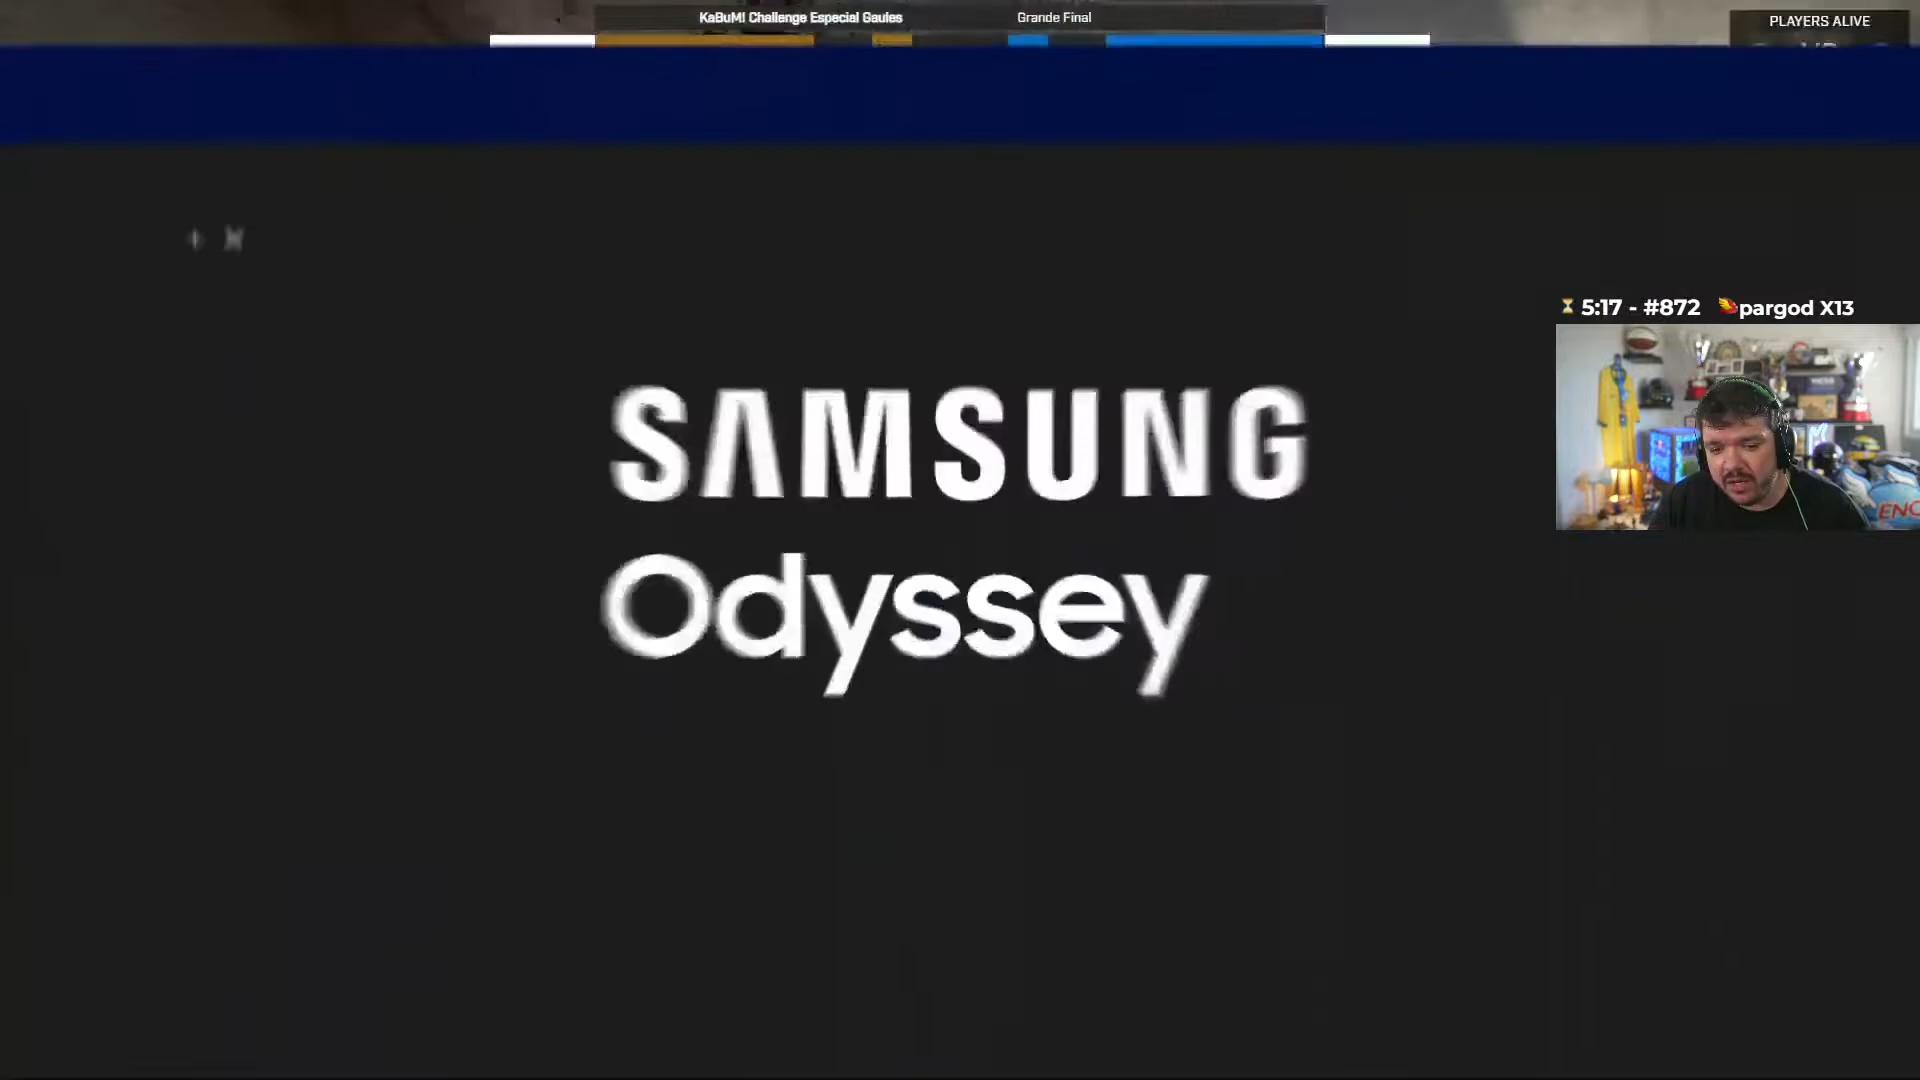 KaBuM! Challenge Especial Gaules
Grande Final
PLAYERS ALIVE
5:17 - #872 pargod X13
SAMSUNG
Odyssey